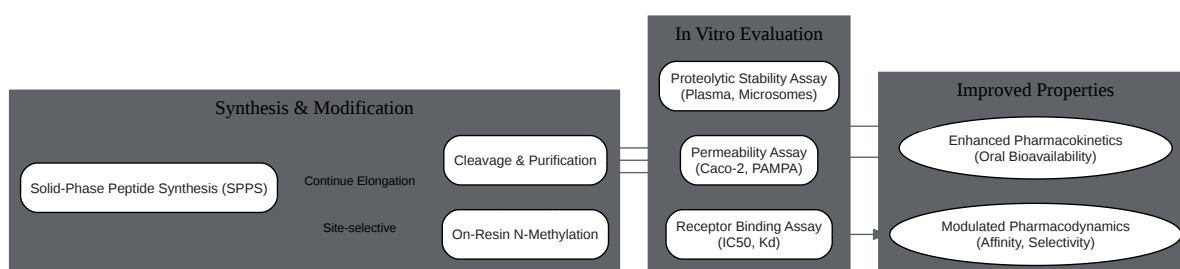 Synthesis & Modification
Solid-Phase Peptide Synthesis (SPPS)
Continue Elongation
Site-selective
Cleavage & Purification
On-Resin N-Methylation
In Vitro Evaluation
Proteolytic Stability Assay
(Plasma, Microsomes)
Permeability Assay
(Caco-2, PAMPA)
Receptor Binding Assay
(IC50, Kd)
Improved Properties
Enhanced Pharmacokinetics
(Oral Bioavailability)
Modulated Pharmacodynamics
(Affinity, Selectivity)